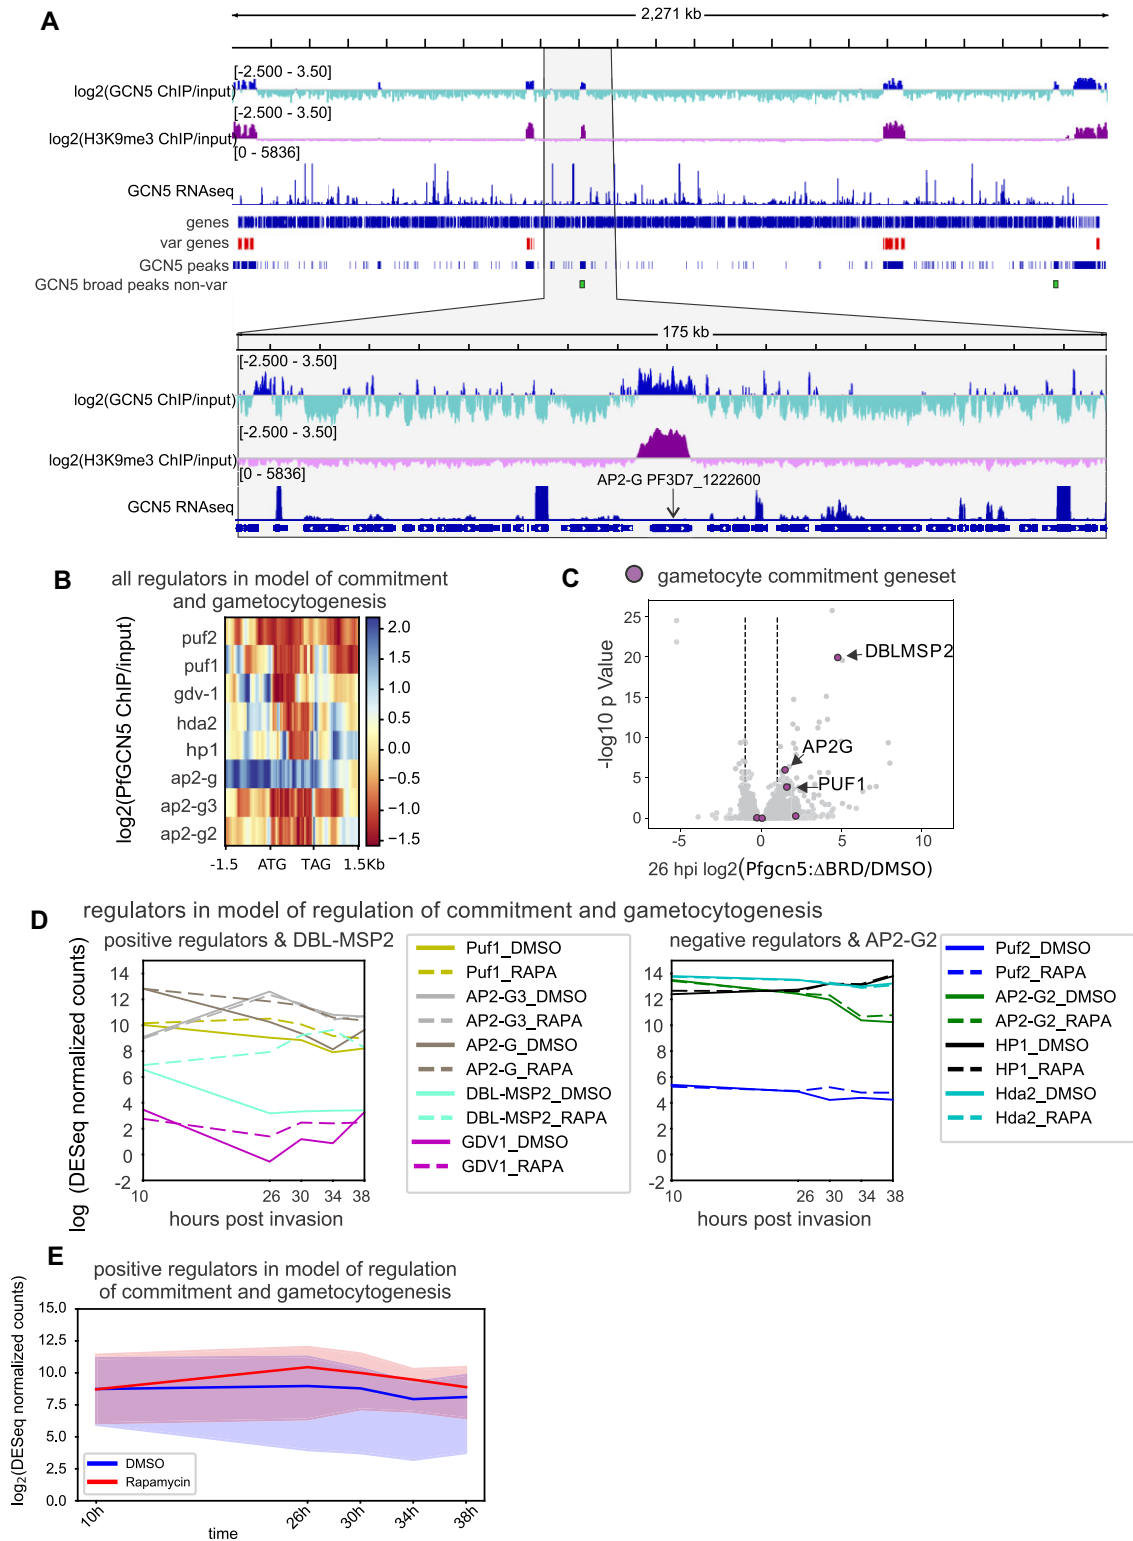 A
2,271 kb
[-2.500 - 3.50]
log2(GCN5 ChIP/input)
[-2.500 - 3.50]
log2(H3K9me3 ChIP/input)
[0 - 5836]
GCN5 RNAseq
genes
var genes
GCN5 peaks
GCN5 broad peaks non-var
175 kb
[-2.500 - 3.50]
log2(GCN5 ChIP/input)
[-2.500 - 3.50]
log2(H3K9me3 ChIP/input)
[0 - 5836]
AP2-G PF3D7_1222600
GCN5 RNAseq
B
all regulators in model of commitment
and gametocytogenesis
log2(PfGCN5 ChIP/input)
puf2
puf1
gdv-1
hda2
hp1
ap2-g
ap2-g3
ap2-g2
-1.5 ATG TAG 1.5Kb
2.0
1.5
1.0
0.5
0.0
−0.5
−1.0
−1.5
C
gametocyte commitment geneset
-log10 p Value
25
20
15
10
5
0
DBLMSP2
AP2G
PUF1
-5 0 5 10
26 hpi log2(Pfgcn5:ΔBRD/DMSO)
D
regulators in model of regulation of commitment and gametocytogenesis
positive regulators & DBL-MSP2
log (DESeq normalized counts)
14
12
10
8
6
4
2
0
-2
10 26 30 34 38
hours post invasion
Puf1_DMSO
Puf1_RAPA
AP2-G3_DMSO
AP2-G3_RAPA
AP2-G_DMSO
AP2-G_RAPA
DBL-MSP2_DMSO
DBL-MSP2_RAPA
GDV1_DMSO
GDV1_RAPA
negative regulators & AP2-G2
14
12
10
8
6
4
2
0
-2
10 26 30 34 38
hours post invasion
Puf2_DMSO
Puf2_RAPA
AP2-G2_DMSO
AP2-G2_RAPA
HP1_DMSO
HP1_RAPA
Hda2_DMSO
Hda2_RAPA
E
positive regulators in model of regulation
of commitment and gametocytogenesis
log₂(DESeq normalized counts)
15.0
12.5
10.0
7.5
5.0
2.5
0.0
DMSO
Rapamycin
10h 26h 30h 34h 38h
time